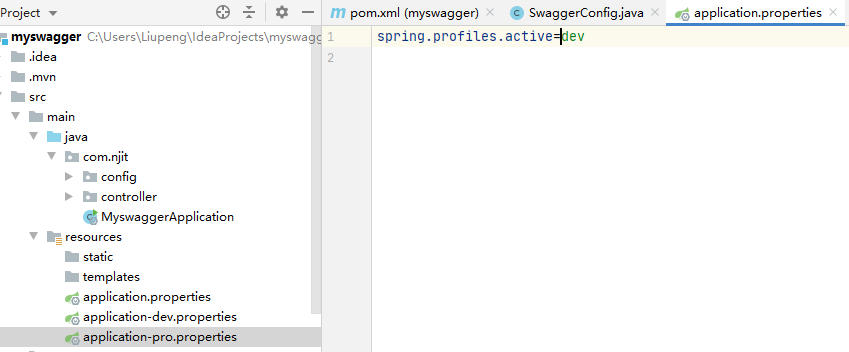 Project
pom.xml (myswagger)
SwaggerConfig.java
application.properties
myswagger C:\Users\Liupeng\IdeaProjects\myswagg
.idea
.mvn
src
main
java
com.njit
config
controller
MyswaggerApplication
resources
static
templates
application.properties
application-dev.properties
application-pro.properties
1 spring.profiles.active=dev
2